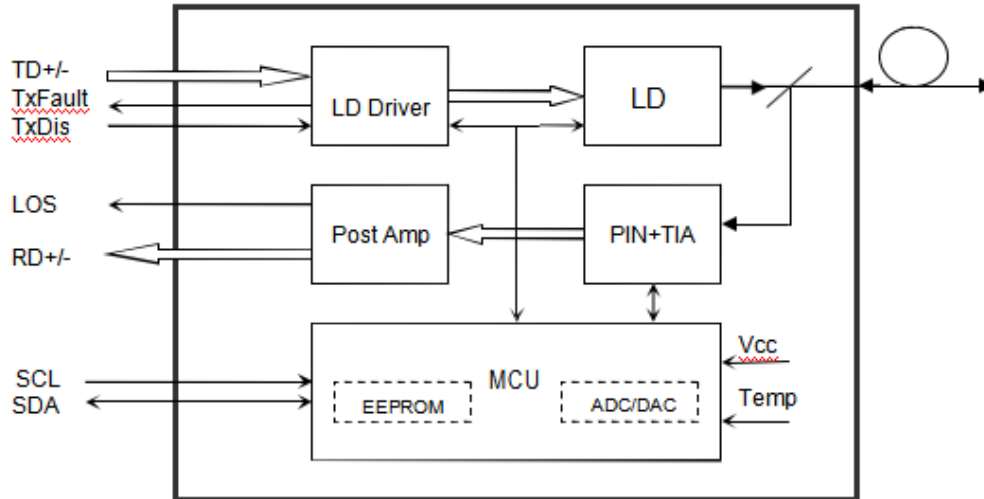 TD+/-
TxFault
TxDis
LD Driver
LD
LOS
RD+/-
Post Amp
PIN+TIA
SCL
SDA
MCU
EEPROM
ADC/DAC
Vcc
Temp